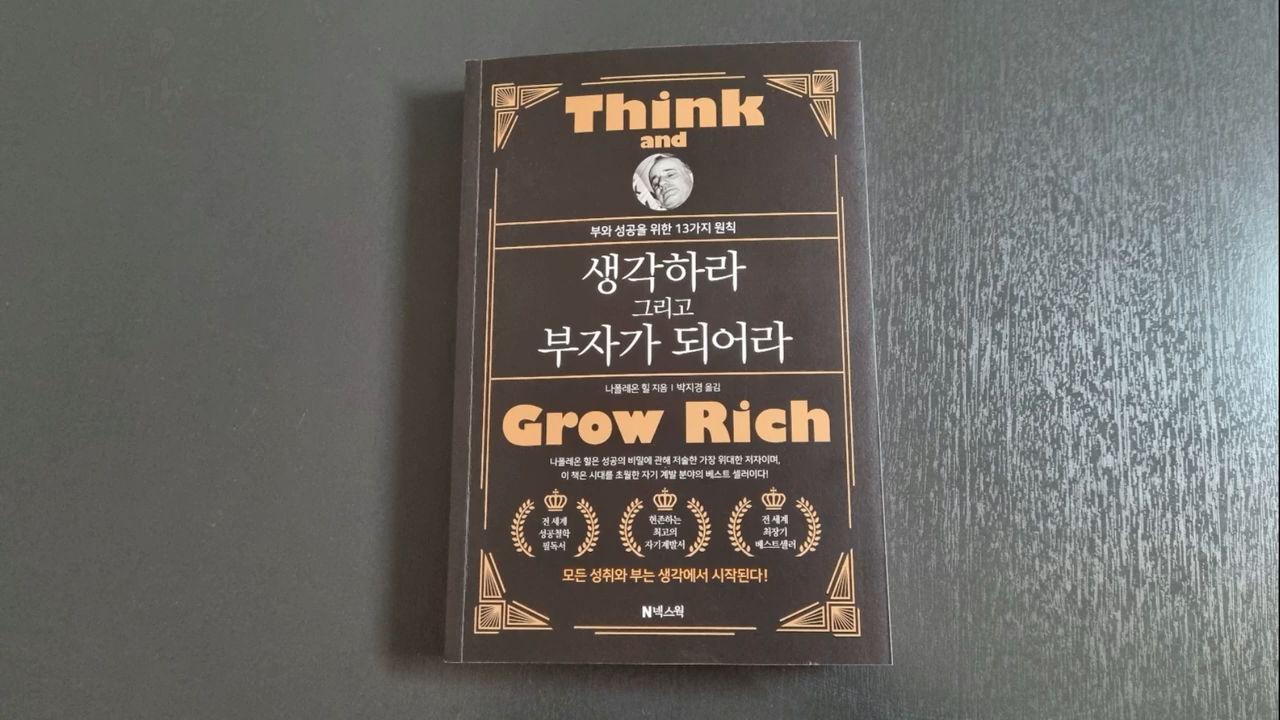 Think
and
부와 성공을 위한 13가지 원칙
생각하라
그리고
부자가 되어라
나폴레온 힐 지음 | 박지경 옮김
Grow Rich
나폴레온 힐은 성공의 비밀에 관해 저술한 가장 위대한 저자이며,
이 책은 시대를 초월한 자기 계발 분야의 베스트 셀러이다!
전 세계
성공철학
필독서
현존하는
최고의
자기계발서
전 세계
최장기
베스트셀러
모든 성취와 부는 생각에서 시작된다!
N넥스웍